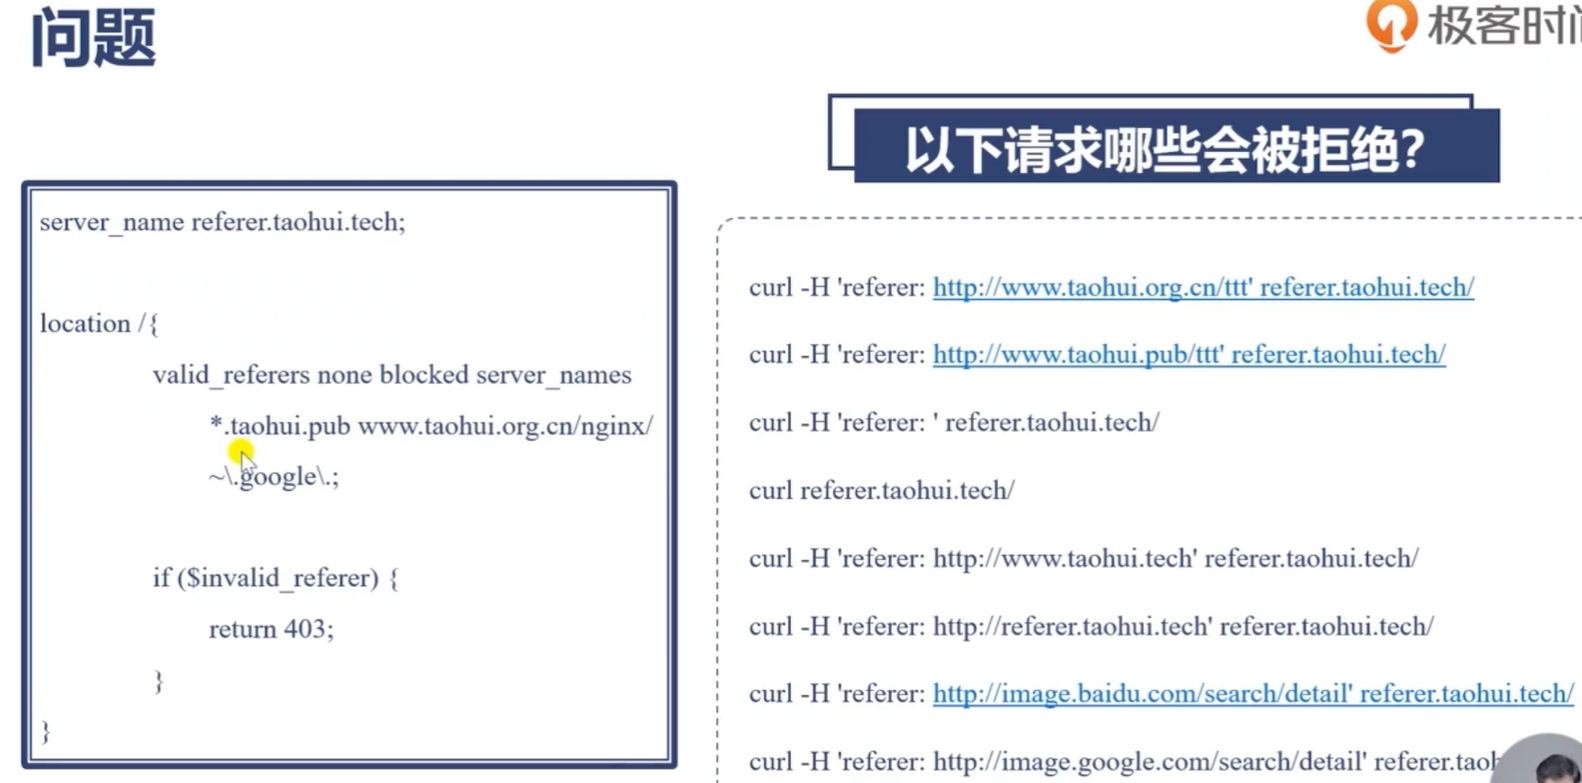 问题
极客时间
以下请求哪些会被拒绝？
server_name referer.taohui.tech;
location /{
valid_referers none blocked server_names
*.taohui.pub www.taohui.org.cn/nginx/
~\.google\.;
if ($invalid_referer) {
return 403;
}
}
curl -H 'referer: http://www.taohui.org.cn/ttt' referer.taohui.tech/
curl -H 'referer: http://www.taohui.pub/ttt' referer.taohui.tech/
curl -H 'referer: ' referer.taohui.tech/
curl referer.taohui.tech/
curl -H 'referer: http://www.taohui.tech' referer.taohui.tech/
curl -H 'referer: http://referer.taohui.tech' referer.taohui.tech/
curl -H 'referer: http://image.baidu.com/search/detail' referer.taohui.tech/
curl -H 'referer: http://image.google.com/search/detail' referer.taoh